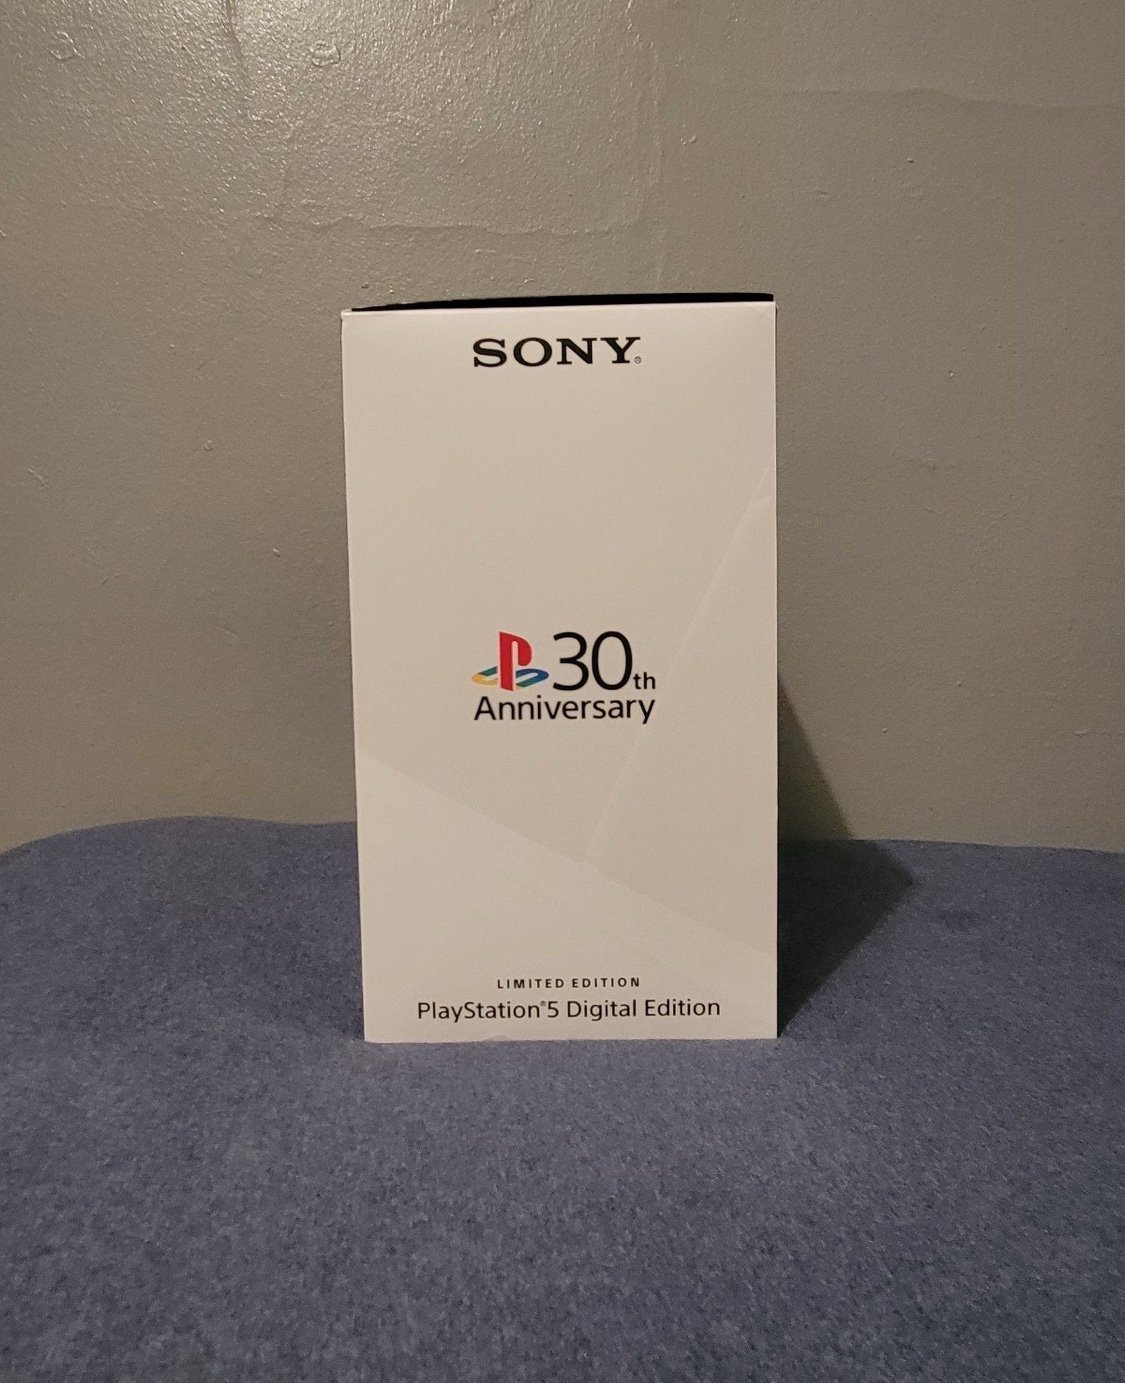 SONY®
30th
Anniversary
LIMITED EDITION
PlayStation®5 Digital Edition